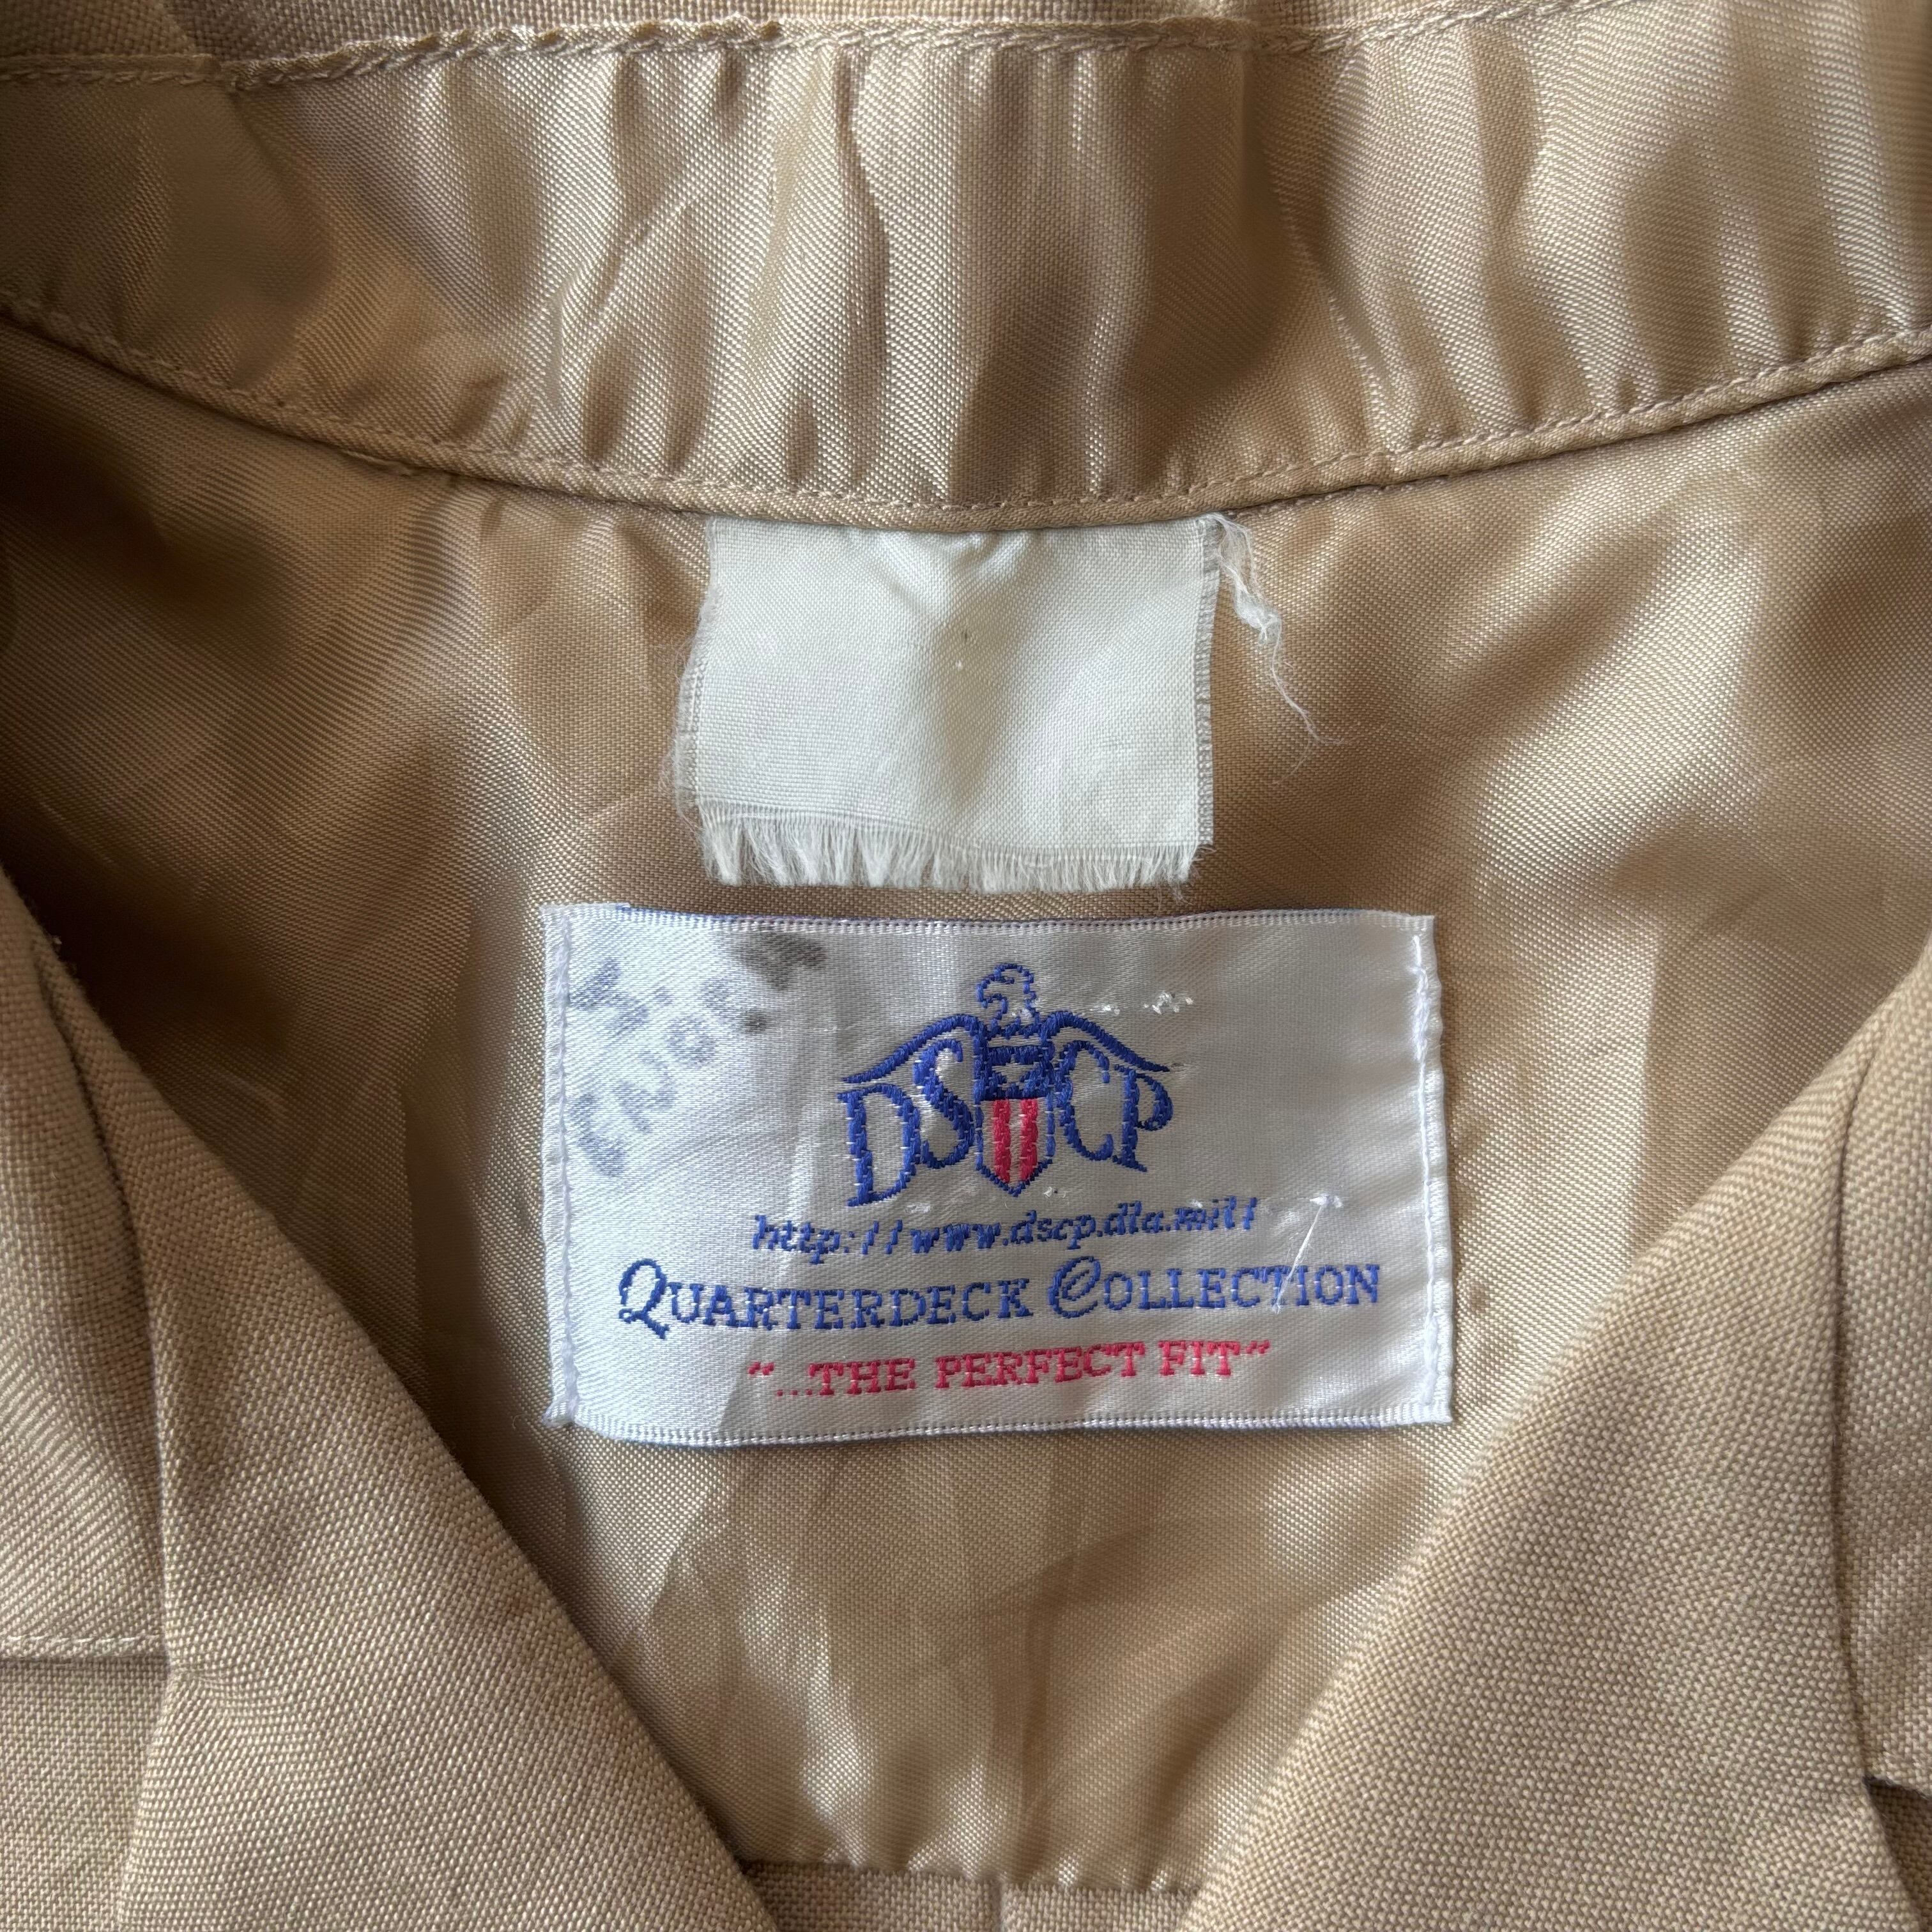 DSCP
http://www.dscp.dla.mil/
QUARTERDECK COLLECTION
“...THE PERFECT FIT”